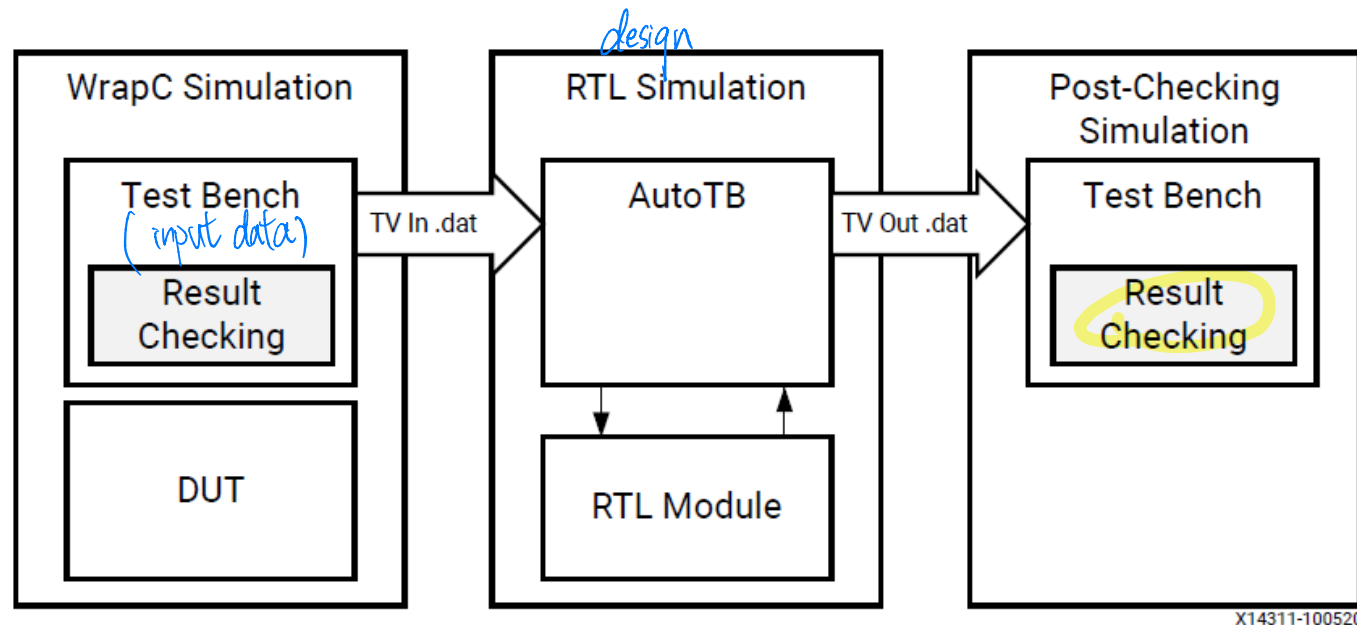 design
WrapC Simulation
Test Bench
(input data)
Result
Checking
DUT
TV In .dat
RTL Simulation
AutoTB
RTL Module
TV Out .dat
Post-Checking
Simulation
Test Bench
Result
Checking
X14311-100520